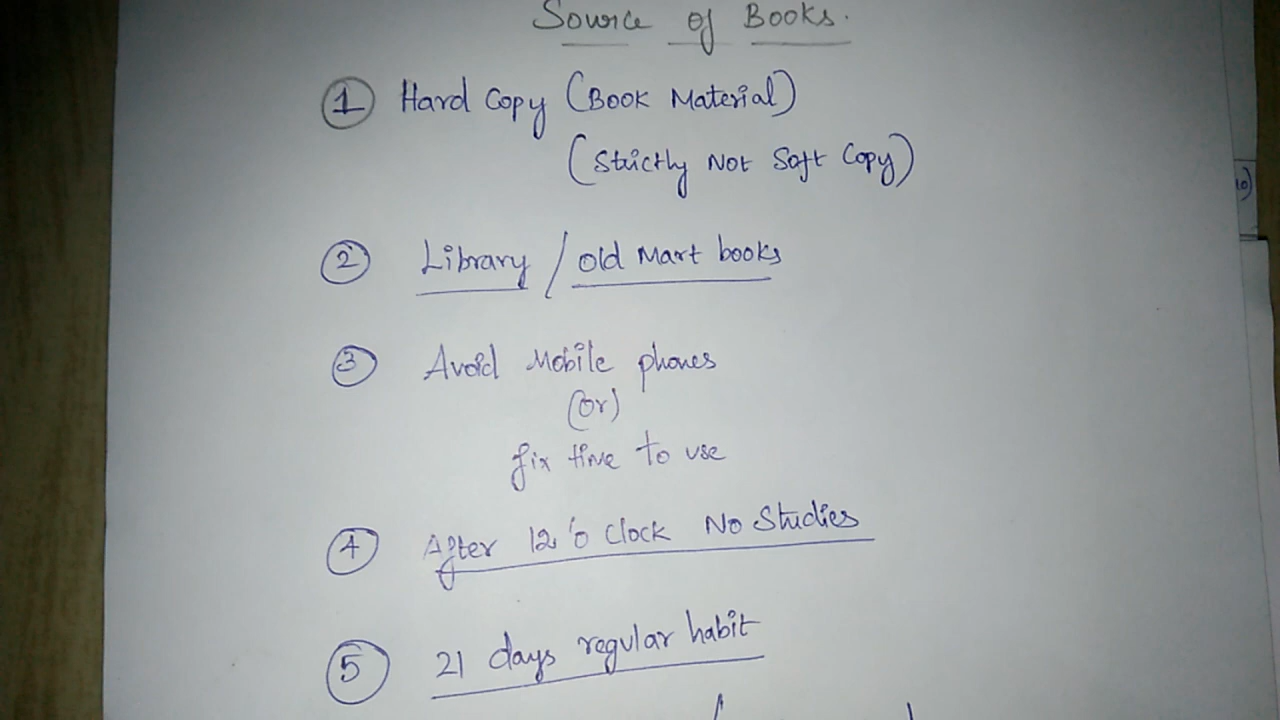 Source of Books.
1 Hard Copy (Book Material)
(Strictly Not Soft Copy)
2 Library / old Mart books
3 Avoid Mobile phones
(or)
fix time to use
4 After 12 'o Clock No Studies
5 21 days regular habit